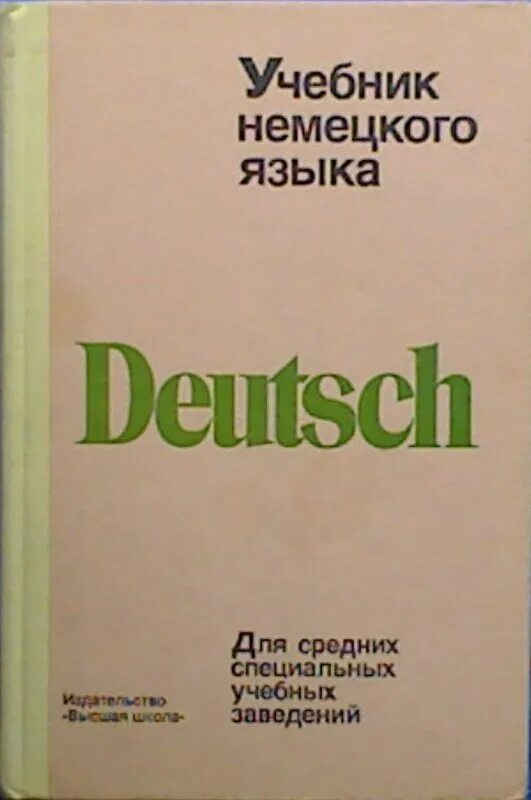 Учебник
немецкого
языка
Deutsch
Для средних
специальных
учебных
заведений
Издательство
«Высшая школа»